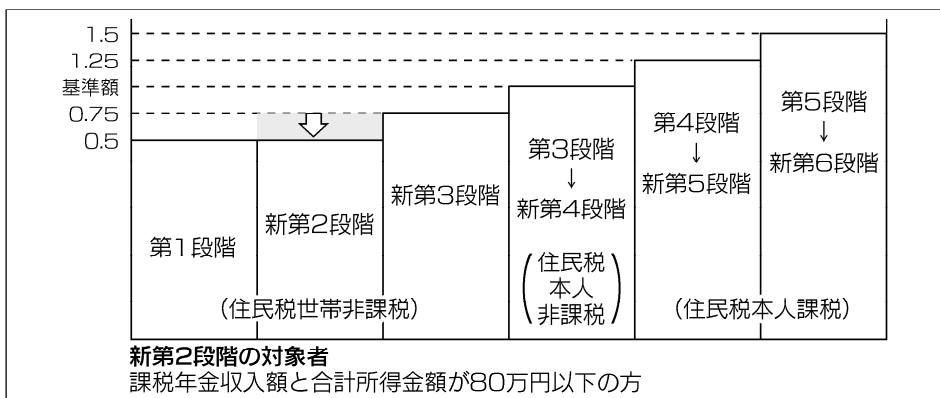 1.5
1.25
基準額
0.75
0.5
第1段階
新第2段階
新第3段階
(住民税世帯非課税)
第3段階
↓
新第4段階
(住民税
本人
非課税)
第4段階
↓
新第5段階
第5段階
↓
新第6段階
(住民税本人課税)
新第2段階の対象者
課税年金収入額と合計所得金額が80万円以下の方